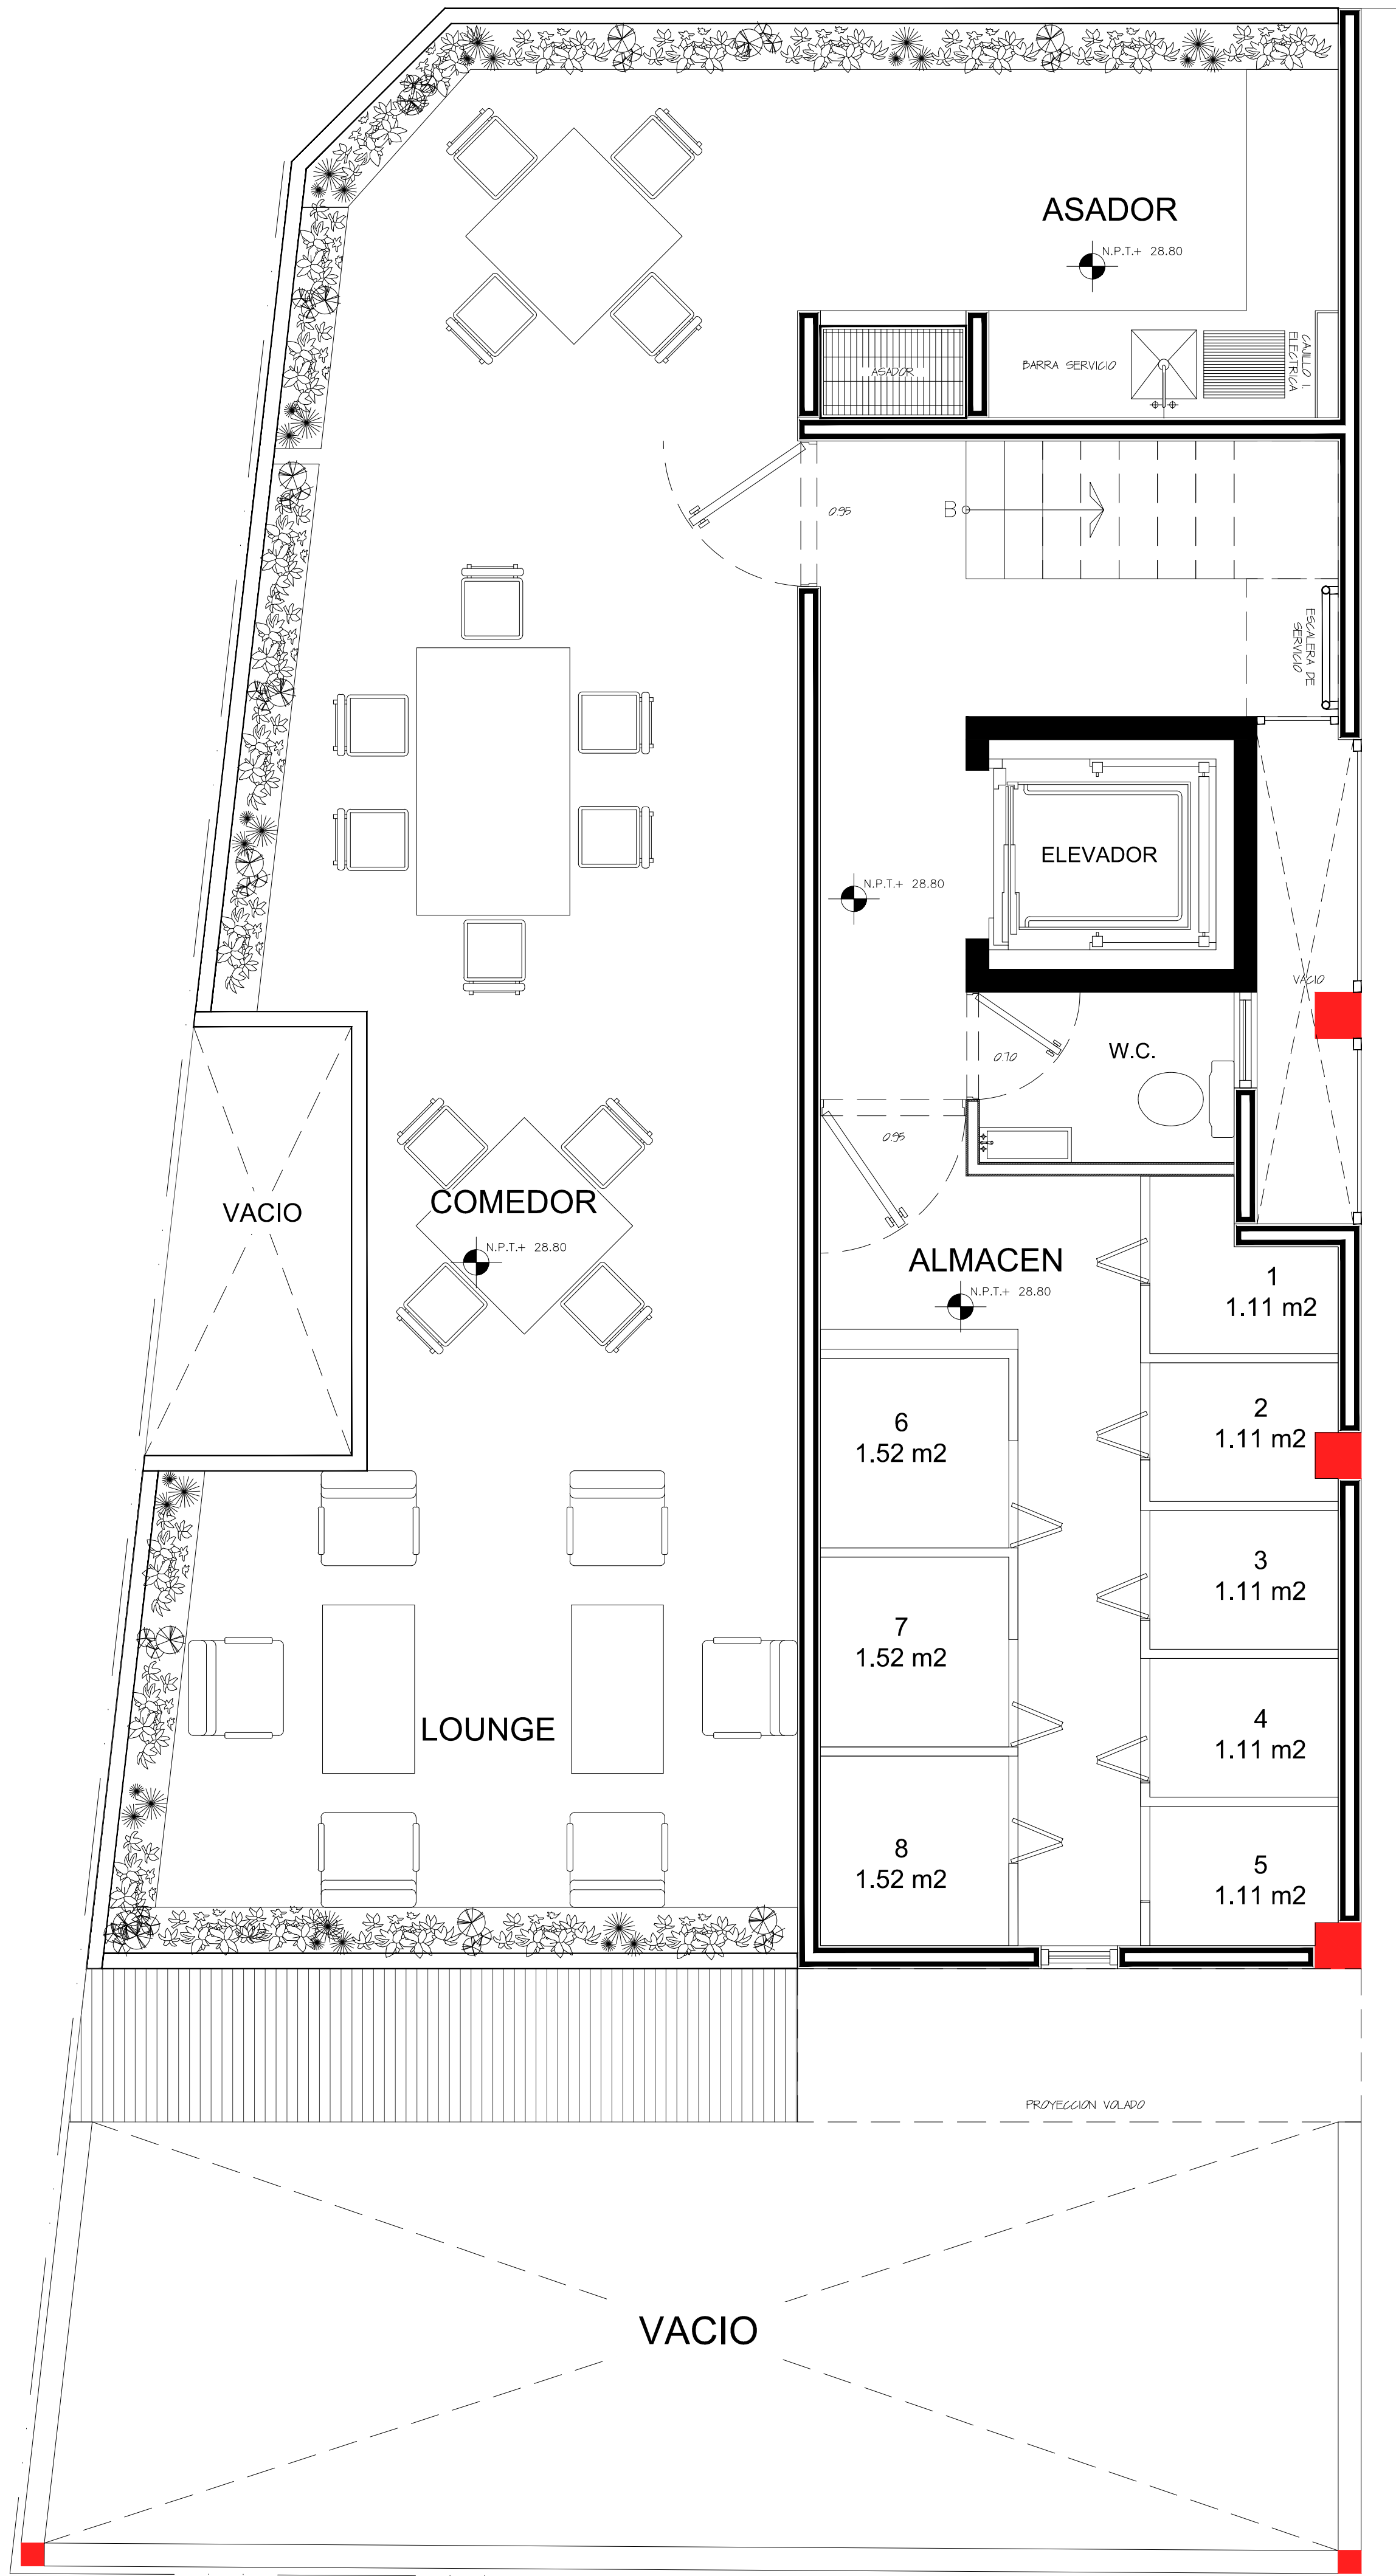 ASADOR
N.P.T.+ 28.80
ASADOR
BARRA SERVICIO
CAJILLO I.
ELECTRICA
0.95
B
ESCALERA DE
SERVICIO
ELEVADOR
N.P.T.+ 28.80
VACIO
W.C.
0.70
0.95
VACIO
COMEDOR
N.P.T.+ 28.80
ALMACEN
N.P.T.+ 28.80
1
1.11 m2
2
1.11 m2
6
1.52 m2
3
1.11 m2
7
1.52 m2
4
1.11 m2
LOUNGE
8
1.52 m2
5
1.11 m2
PROYECCION VOLADO
VACIO